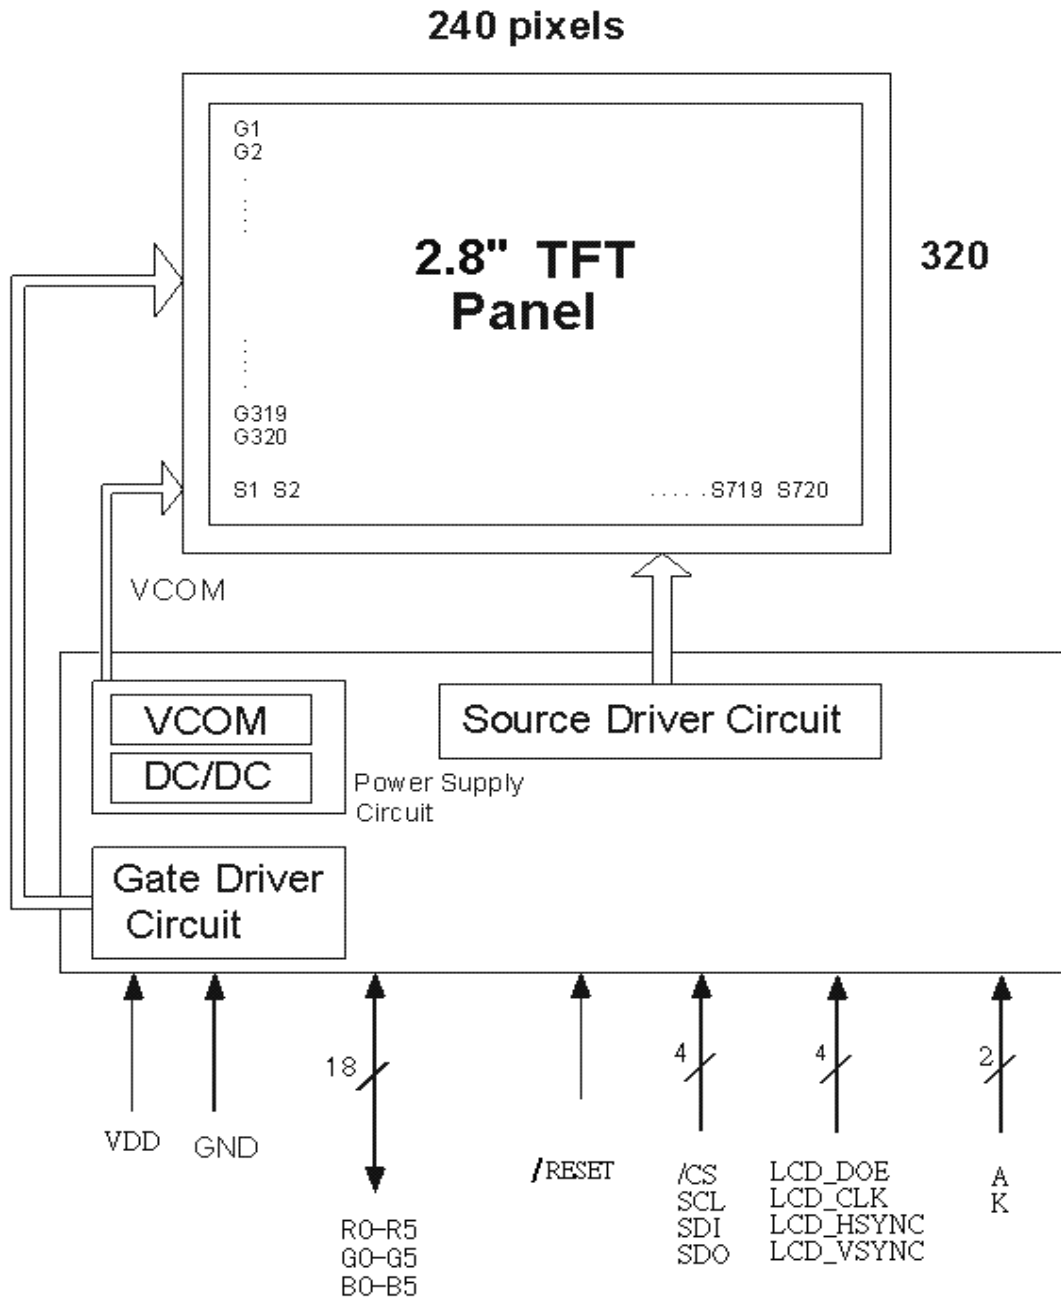 240 pixels
G1
G2
2.8" TFT
Panel
320
G319
G320
S1 S2 .....S719 S720
VCOM
VCOM
DC/DC
Power Supply
Circuit
Source Driver Circuit
Gate Driver
Circuit
18
4
4
2
VDD
GND
/RESET
/CS
SCL
SDI
SDO
LCD_DOE
LCD_CLK
LCD_HSYNC
LCD_VSYNC
A
K
R0-R5
G0-G5
B0-B5